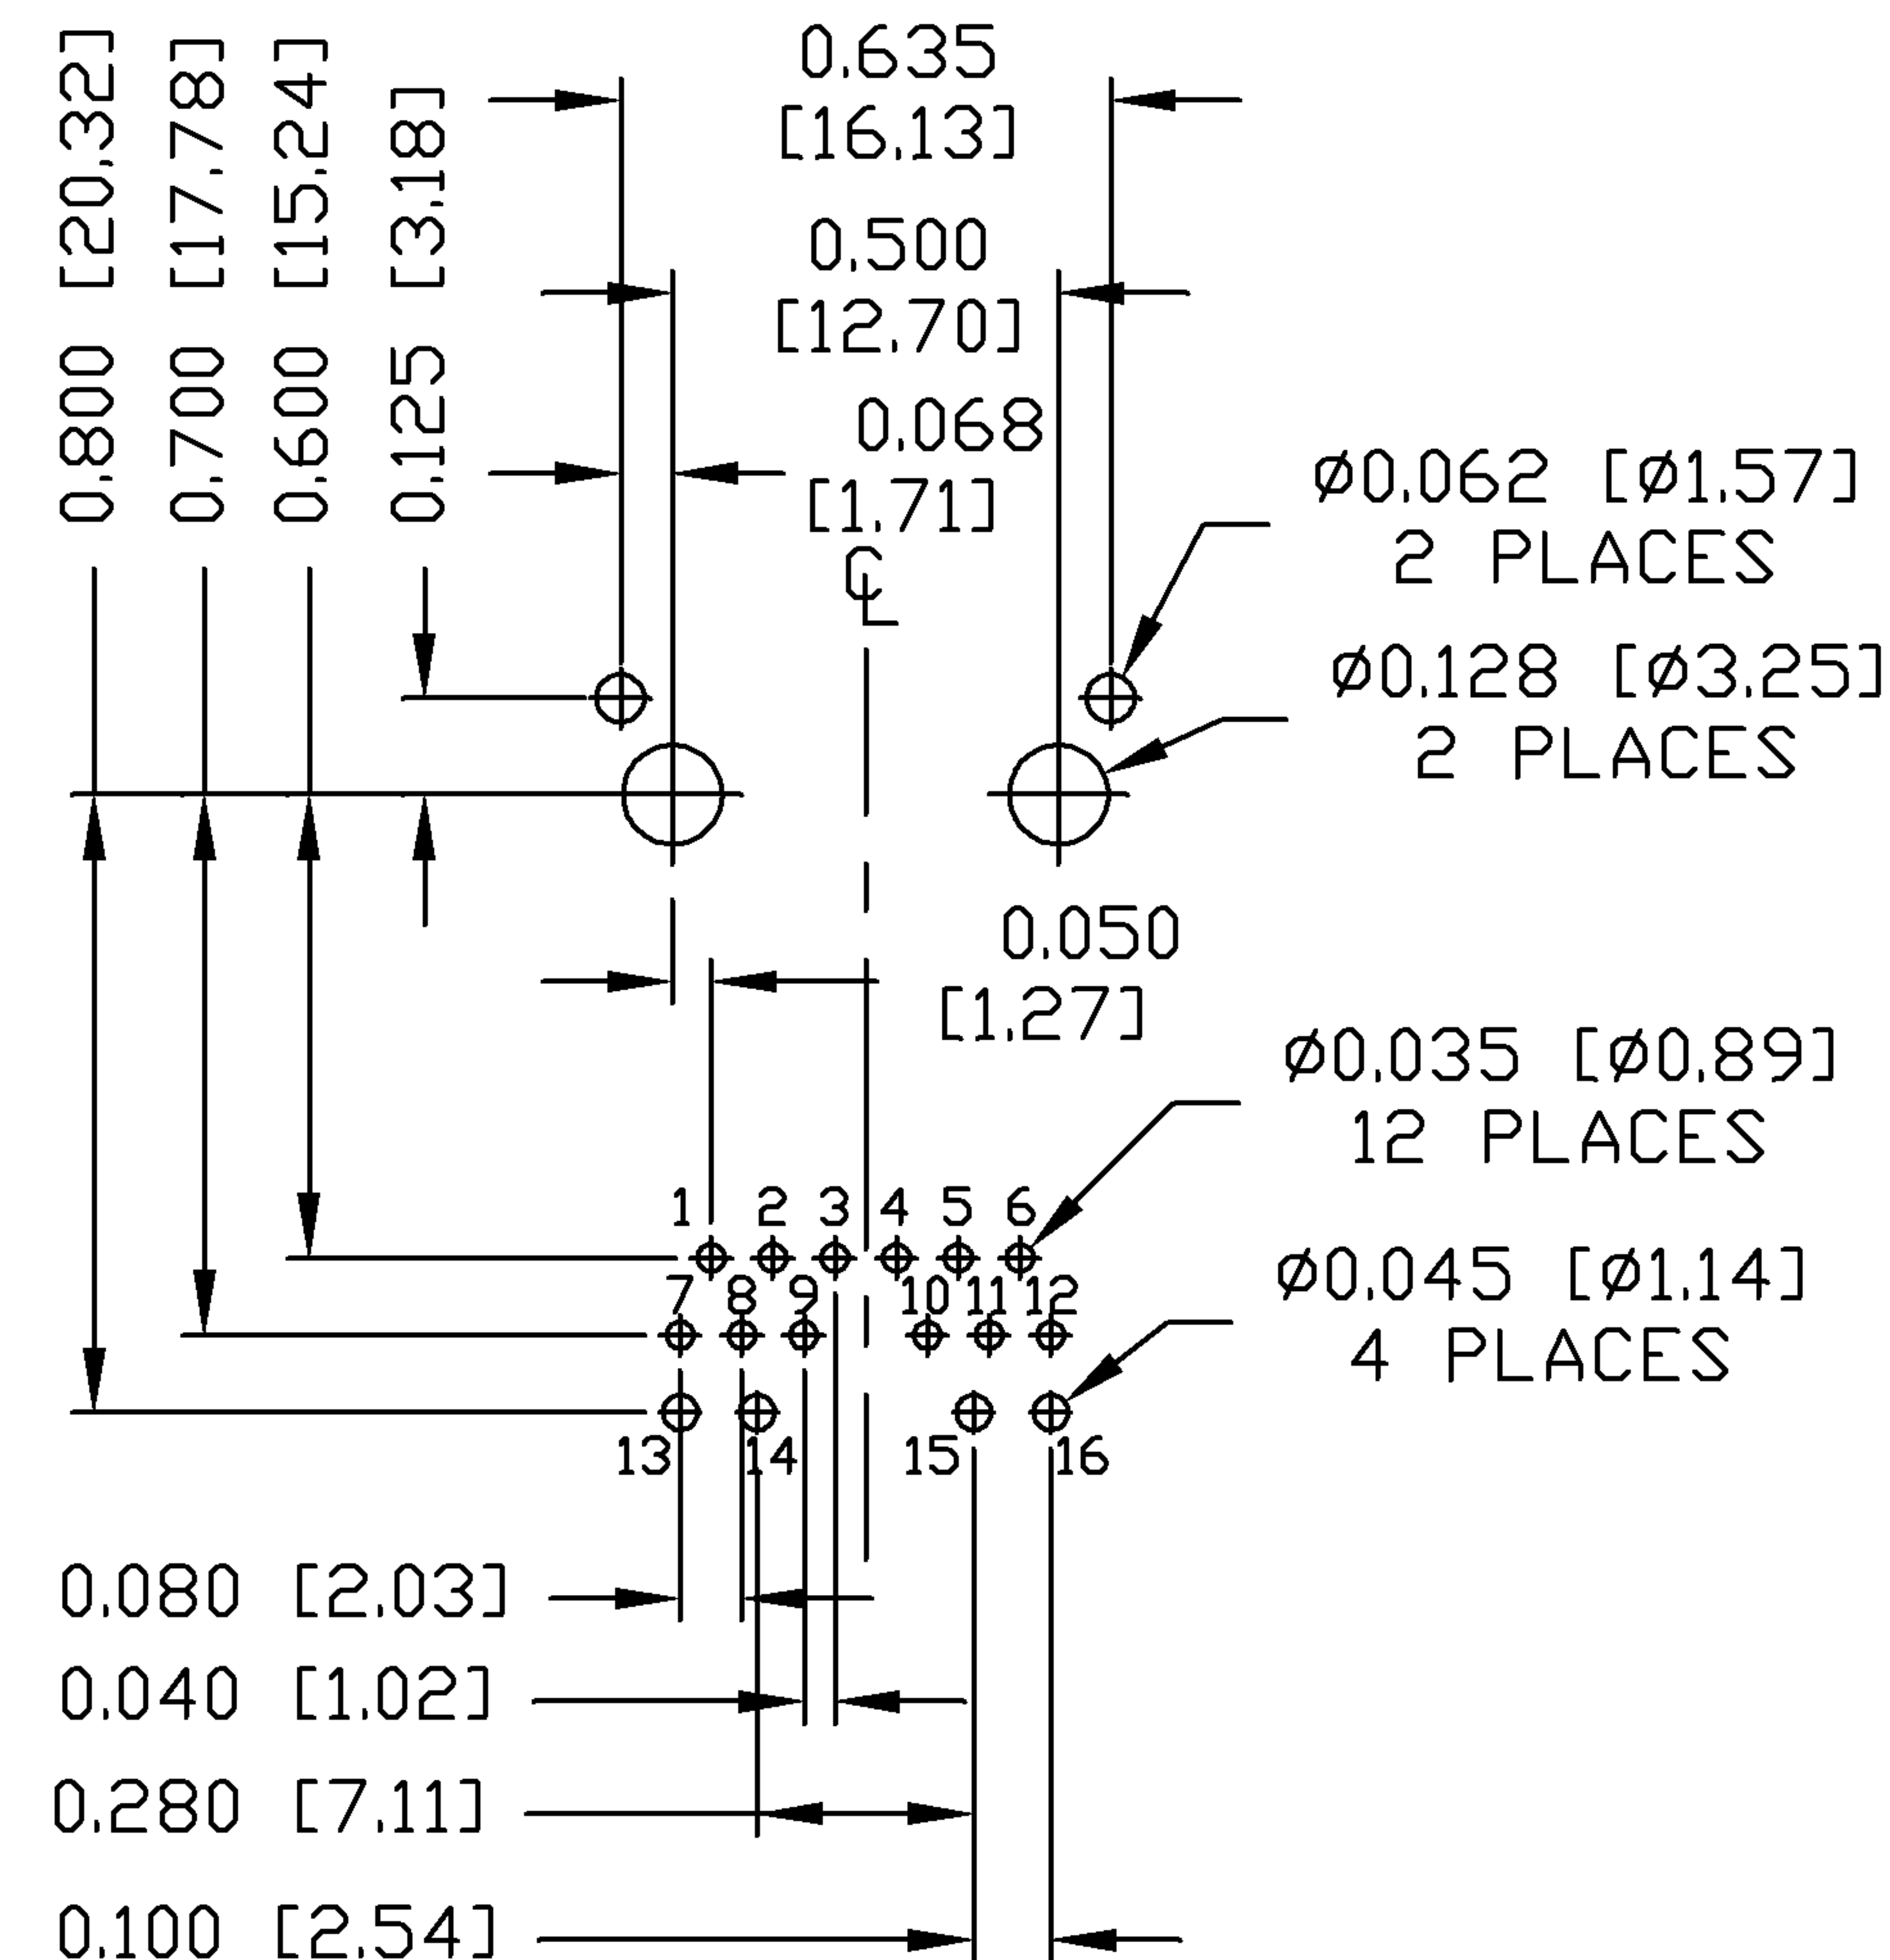 0.800 [20.32]
0.700 [17.78]
0.600 [15.24]
0.125 [3.18]
0.635
[16.13]
0.500
[12.70]
0.068
[1.71]
℄
Ø0.062 [Ø1.57]
2 PLACES
Ø0.128 [Ø3.25]
2 PLACES
0.050
[1.27]
Ø0.035 [Ø0.89]
12 PLACES
1 2 3 4 5 6
Ø0.045 [Ø1.14]
4 PLACES
7 8 9 10 11 12
13 14 15 16
0.080 [2.03]
0.040 [1.02]
0.280 [7.11]
0.100 [2.54]